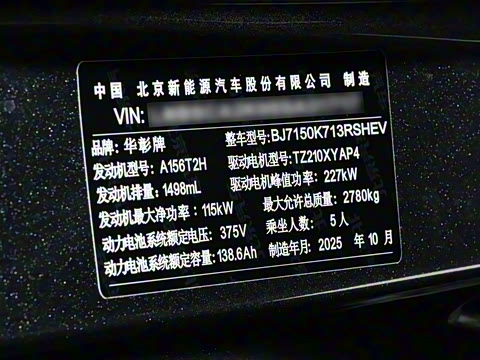 中国 北京新能源汽车股份有限公司 制造
VIN:
品牌: 华彰牌 整车型号: BJ7150K713RSHEV
发动机型号: A156T2H 驱动电机型号: TZ210XYAP4
发动机排量: 1498mL 驱动电机峰值功率: 227kW
发动机最大净功率: 115kW 最大允许总质量: 2780kg
动力电池系统额定电压: 375V 乘坐人数: 5人
动力电池系统额定容量: 138.6Ah 制造年月: 2025 年 10 月